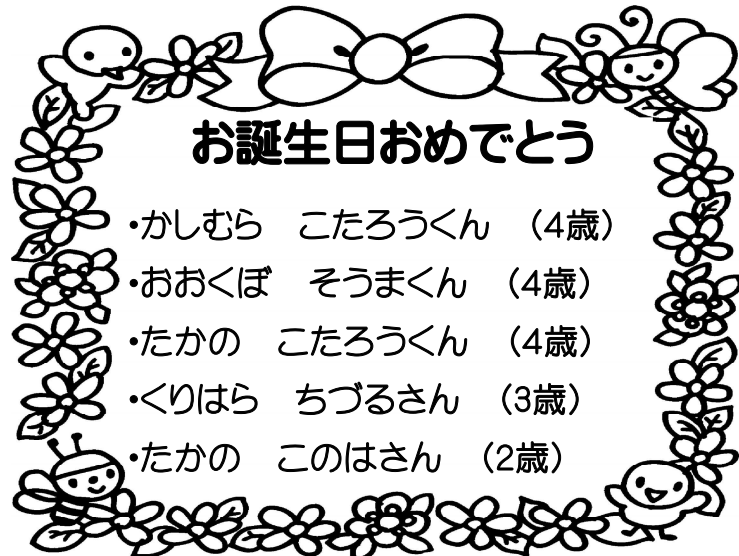 お誕生日おめでとう
・かしむら　こたろうくん　（4歳）
・おおくぼ　そうまくん　（4歳）
・たかの　こたろうくん　（4歳）
・くりはら　ちづるさん　（3歳）
・たかの　このはさん　（2歳）